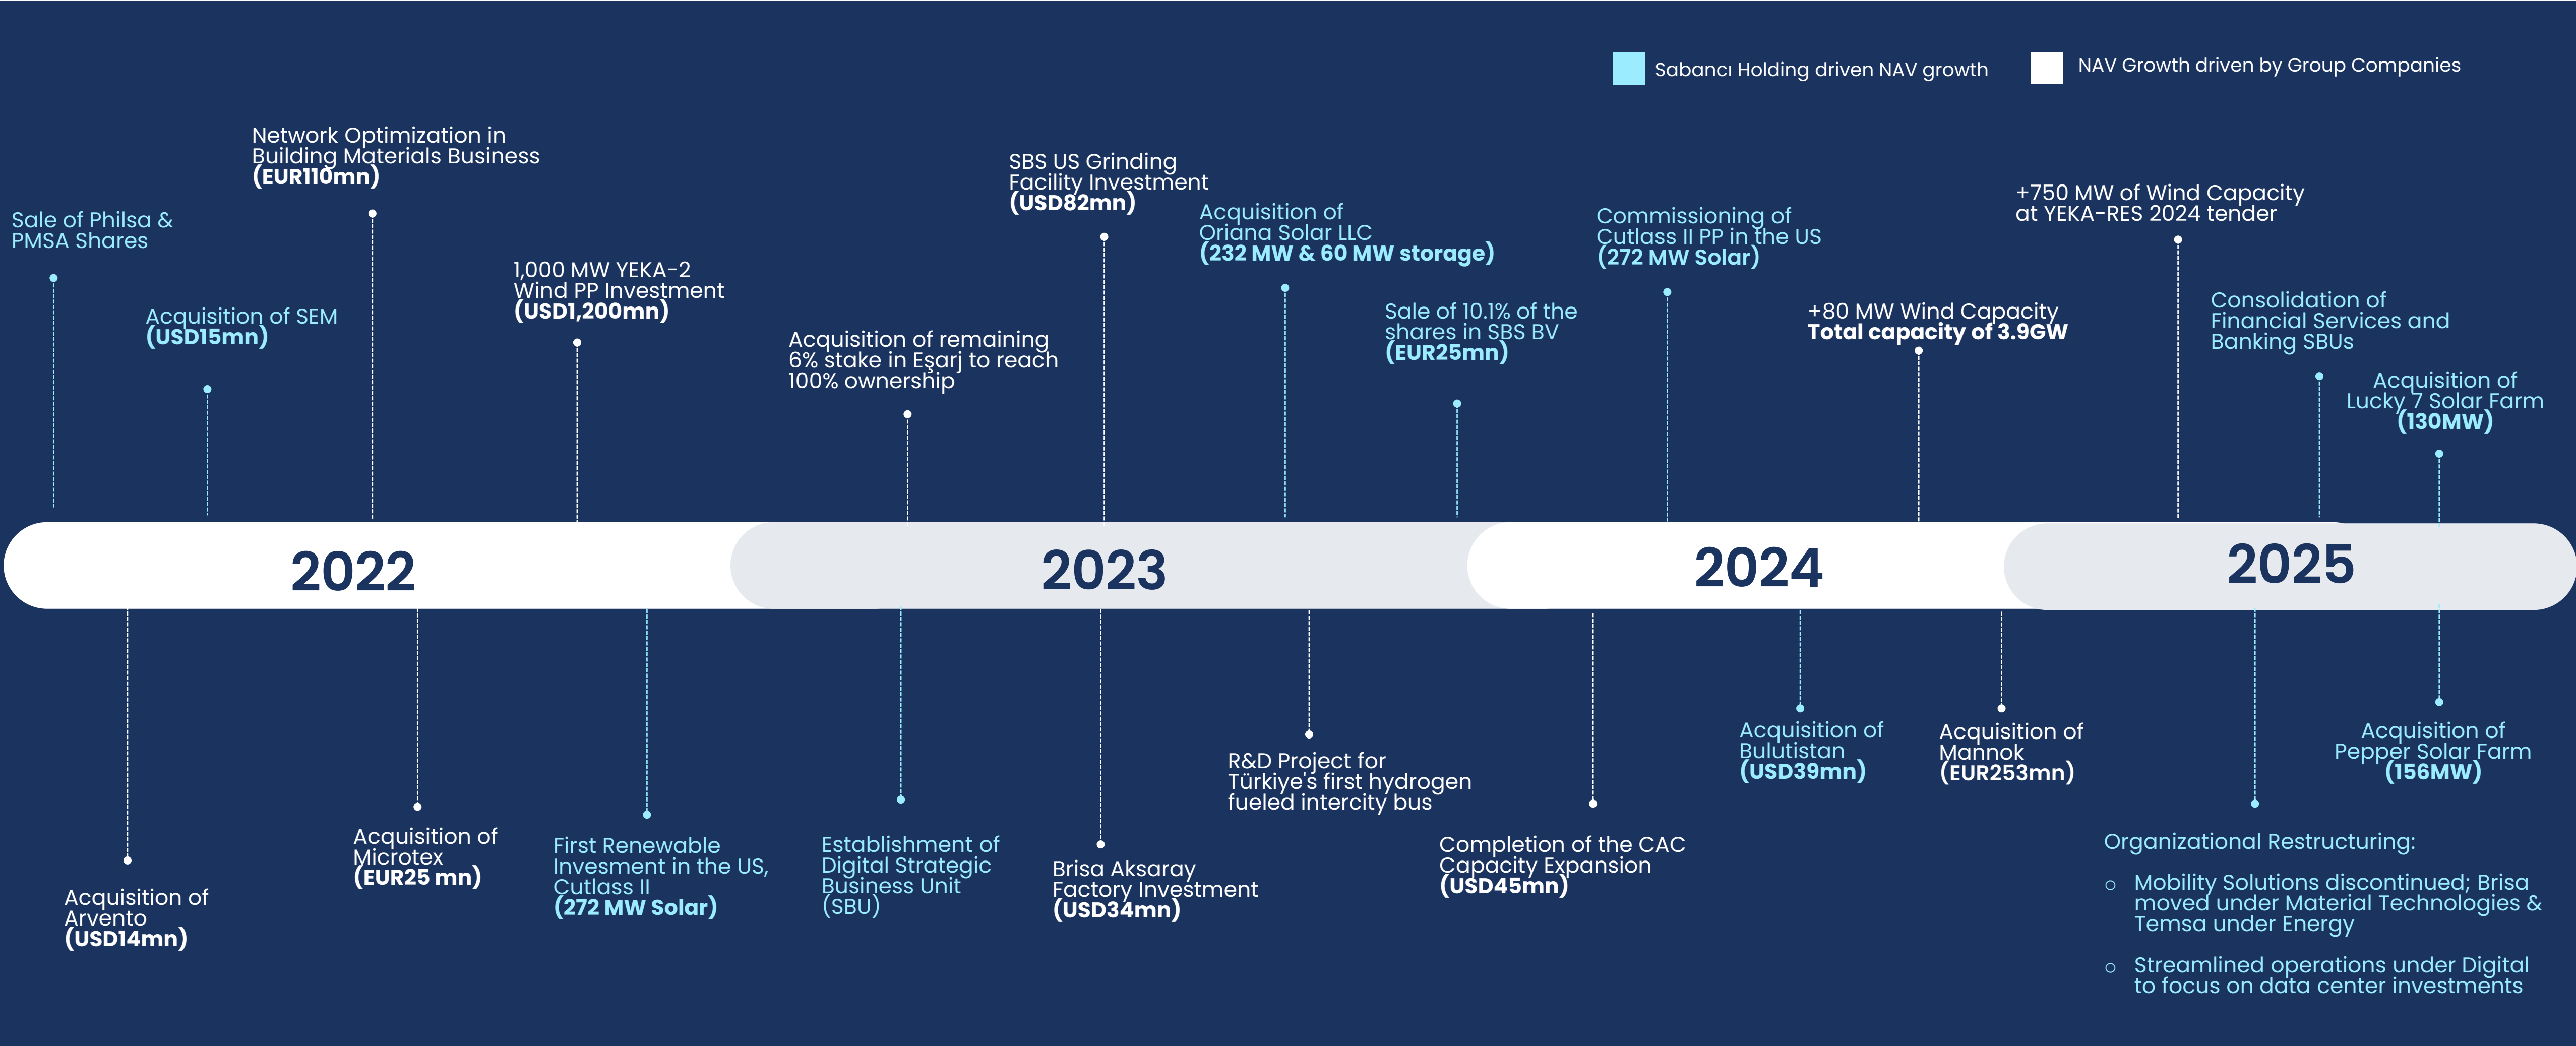 Sabancı Holding driven NAV growth
NAV Growth driven by Group Companies
Sale of Philsa &
PMSA Shares
Acquisition of SEM
(USD15mn)
Network Optimization in
Building Materials Business
(EUR110mn)
1,000 MW YEKA-2
Wind PP Investment
(USD1,200mn)
Acquisition of remaining
6% stake in Eşarj to reach
100% ownership
SBS US Grinding
Facility Investment
(USD82mn)
Acquisition of
Oriana Solar LLC
(232 MW & 60 MW storage)
Sale of 10.1% of the
shares in SBS BV
(EUR25mn)
Commissioning of
Cutlass II PP in the US
(272 MW Solar)
+80 MW Wind Capacity
Total capacity of 3.9GW
+750 MW of Wind Capacity
at YEKA-RES 2024 tender
Consolidation of
Financial Services and
Banking SBUs
Acquisition of
Lucky 7 Solar Farm
(130MW)
2022
2023
2024
2025
Acquisition of
Arvento
(USD14mn)
Acquisition of
Microtex
(EUR25 mn)
First Renewable
Invesment in the US,
Cutlass II
(272 MW Solar)
Establishment of
Digital Strategic
Business Unit
(SBU)
Brisa Aksaray
Factory Investment
(USD34mn)
R&D Project for
Türkiye's first hydrogen
fueled intercity bus
Completion of the CAC
Capacity Expansion
(USD45mn)
Acquisition of
Bulutistan
(USD39mn)
Acquisition of
Mannok
(EUR253mn)
Acquisition of
Pepper Solar Farm
(156MW)
Organizational Restructuring:
o Mobility Solutions discontinued; Brisa
moved under Material Technologies &
Temsa under Energy
o Streamlined operations under Digital
to focus on data center investments